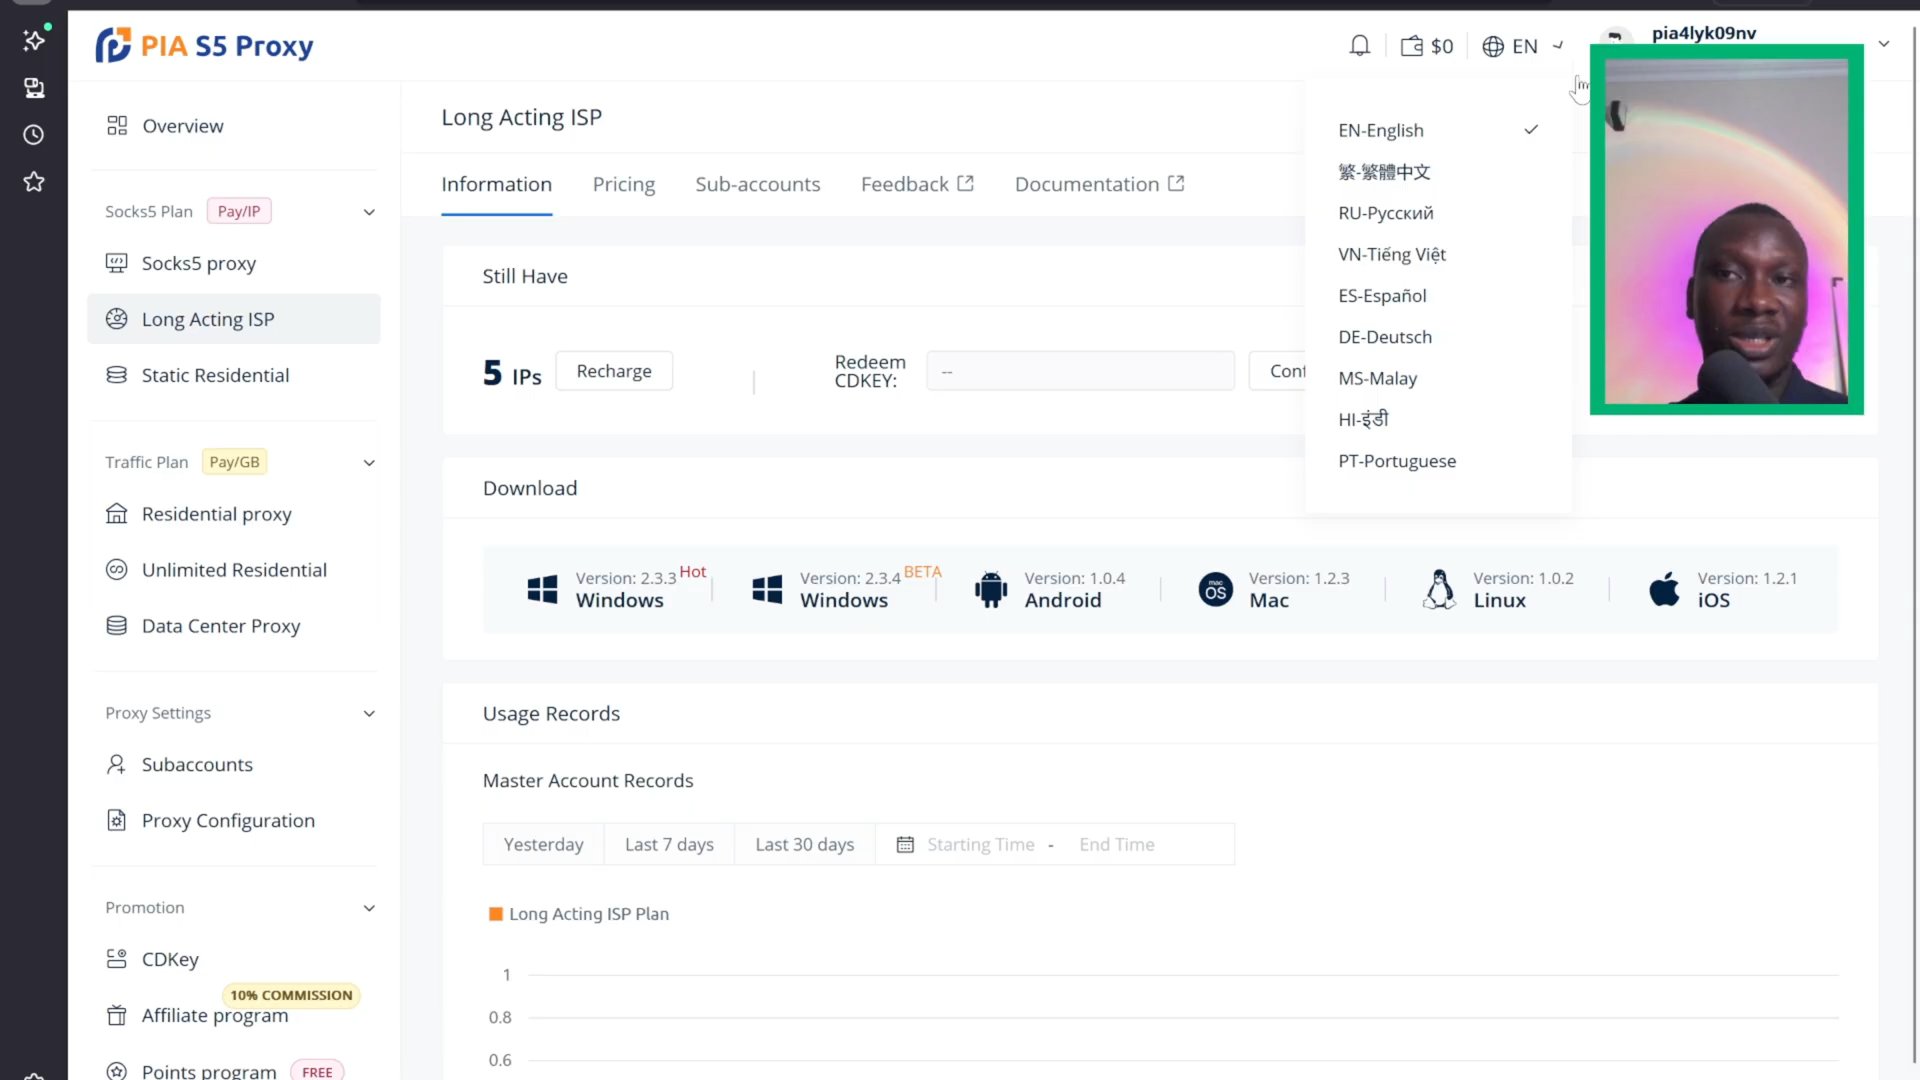 PIA S5 Proxy
$0
EN
pia4lyk09nv
Overview
Socks5 Plan
Pay/IP
Socks5 proxy
Long Acting ISP
Static Residential
Traffic Plan
Pay/GB
Residential proxy
Unlimited Residential
Data Center Proxy
Proxy Settings
Subaccounts
Proxy Configuration
Promotion
CDKey
10% COMMISSION
Affiliate program
Points program
FREE
Long Acting ISP
Information
Pricing
Sub-accounts
Feedback
Documentation
EN-English
繁-繁體中文
RU-Русский
VN-Tiếng Việt
ES-Español
DE-Deutsch
MS-Malay
HI-इंडी
PT-Portuguese
Still Have
5 IPs
Recharge
Redeem
CDKEY:
--
Download
Version: 2.3.3 Hot
Windows
Version: 2.3.4 BETA
Windows
Version: 1.0.4
Android
mac
OS
Version: 1.2.3
Mac
Version: 1.0.2
Linux
Version: 1.2.1
iOS
Usage Records
Master Account Records
Yesterday
Last 7 days
Last 30 days
Starting Time - End Time
Long Acting ISP Plan
1
0.8
0.6